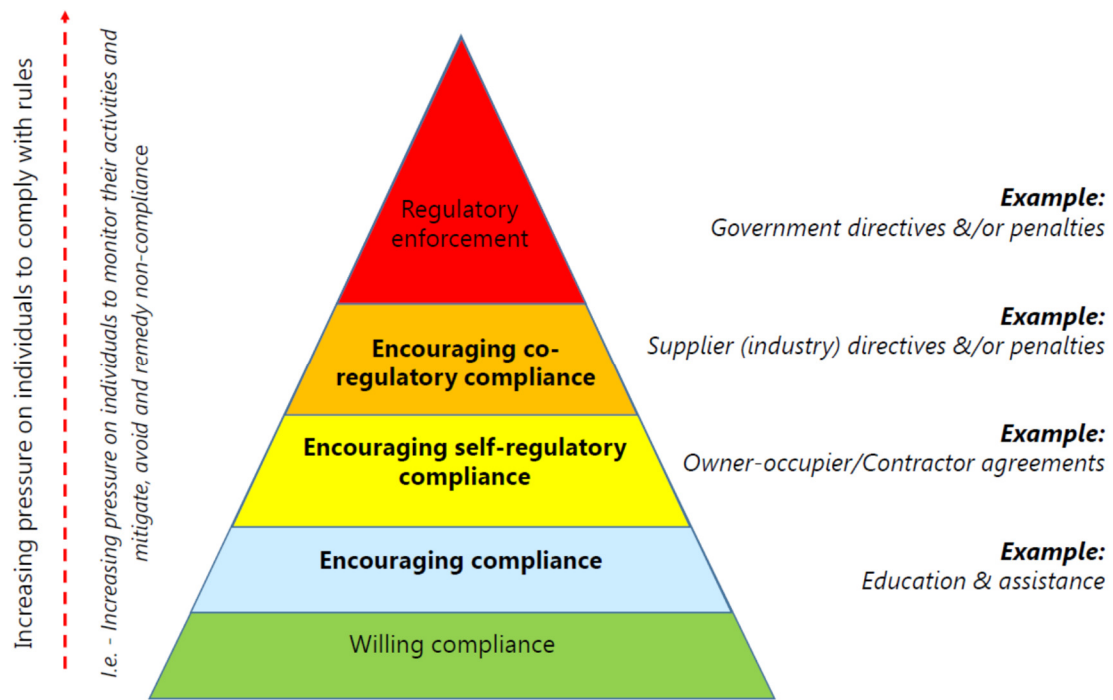 Increasing pressure on individuals to comply with rules
I.e. - Increasing pressure on individuals to monitor their activities and
mitigate, avoid and remedy non-compliance
Regulatory
enforcement
Example:
Government directives &/or penalties
Encouraging co-
regulatory compliance
Example:
Supplier (industry) directives &/or penalties
Encouraging self-regulatory
compliance
Example:
Owner-occupier/Contractor agreements
Encouraging compliance
Example:
Education & assistance
Willing compliance